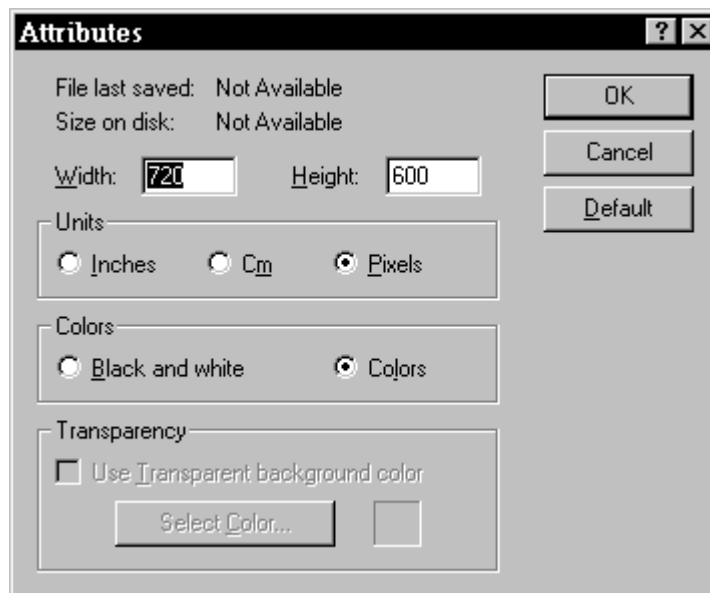 Attributes
File last saved: Not Available
Size on disk: Not Available
OK
Cancel
Default
Width: 720 Height: 600
Units
Inches Cm Pixels
Colors
Black and white Colors
Transparency
Use Transparent background color
Select Color...